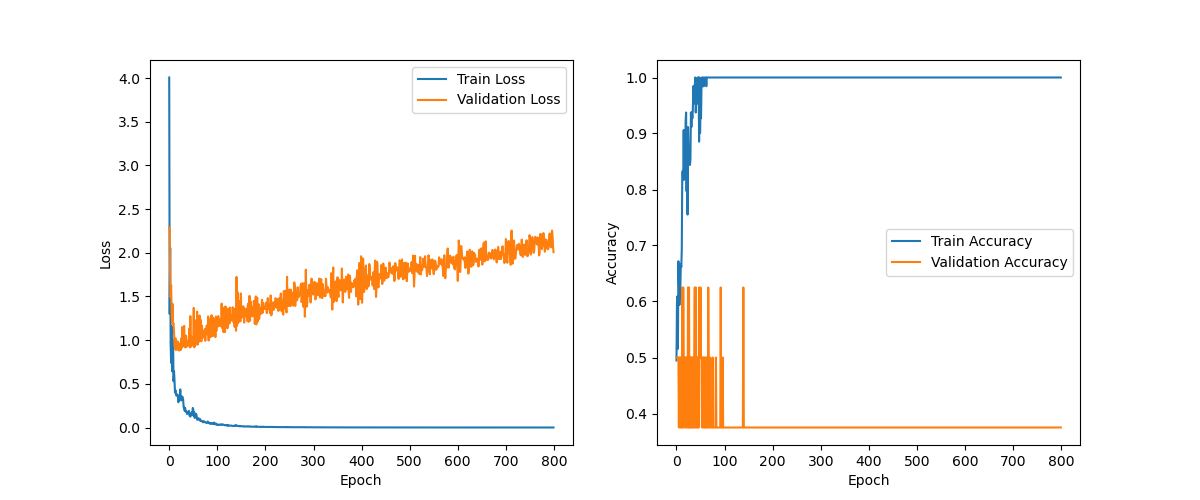 4.0
3.5
3.0
2.5
2.0
1.5
1.0
0.5
0.0
Loss
0 100 200 300 400 500 600 700 800
Epoch
Train Loss
Validation Loss
1.0
0.9
0.8
0.7
0.6
0.5
0.4
Accuracy
0 100 200 300 400 500 600 700 800
Epoch
Train Accuracy
Validation Accuracy